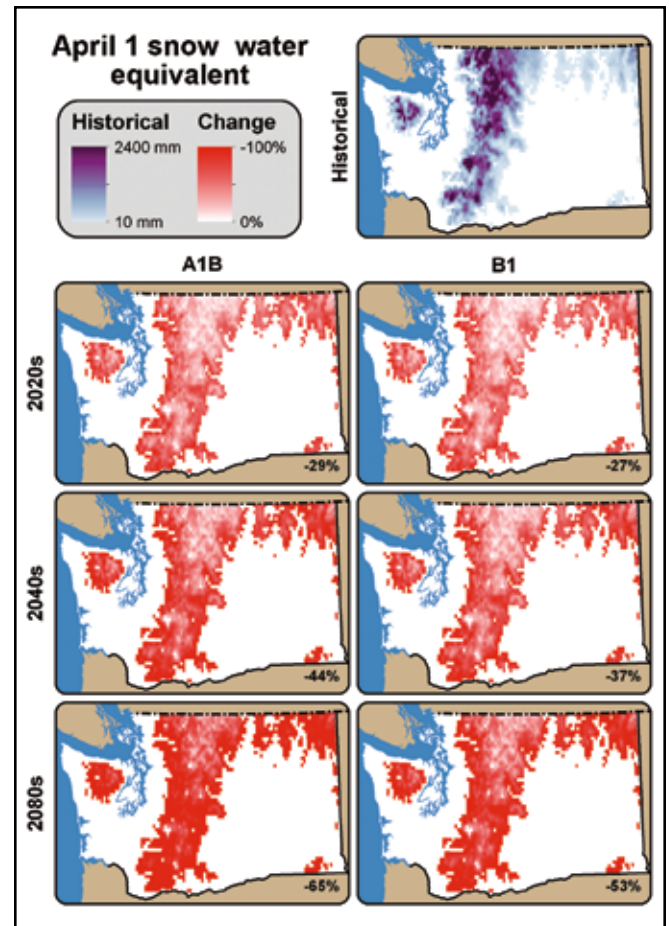 April 1 snow water
equivalent
Historical
Change
2400 mm
-100%
10 mm
0%
Historical
A1B
B1
2020s
-29%
-27%
2040s
-44%
-37%
2080s
-65%
-53%